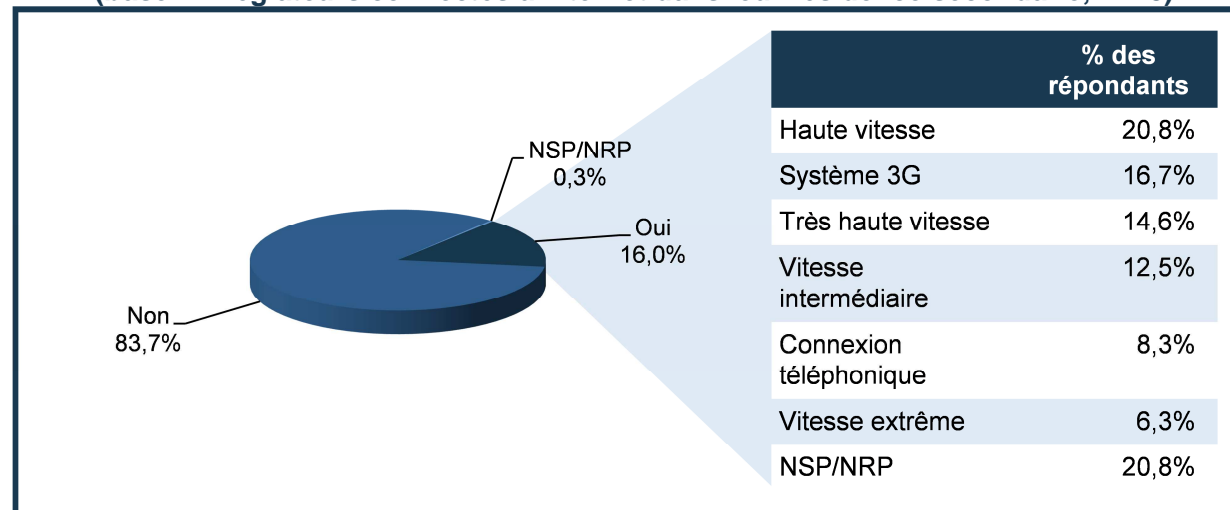 NSP/NRP
0,3%
Oui
16,0%
Non
83,7%
% des
répondants
Haute vitesse 20,8%
Système 3G 16,7%
Très haute vitesse 14,6%
Vitesse 12,5%
intermédiaire
Connexion 8,3%
téléphonique
Vitesse extrême 6,3%
NSP/NRP 20,8%